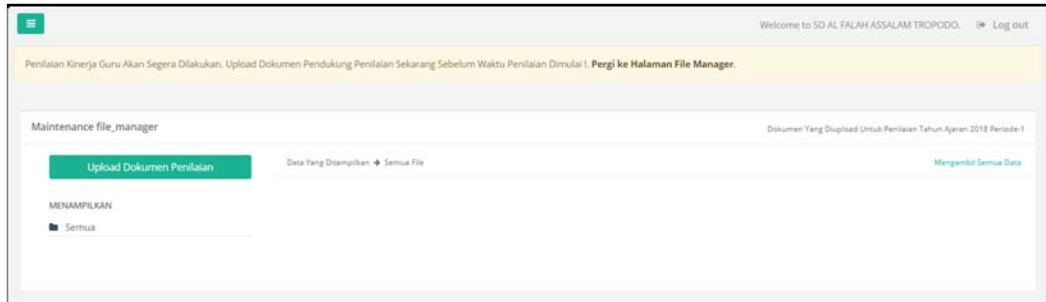 Welcome to SD AL FALAH ASSALAM TROPODO. Log out
Penilaian Kinerja Guru Akan Segera Dilakukan. Upload Dokumen Pendukung Penilaian Sekarang Sebelum Waktu Penilaian Dimulai !. Pergi ke Halaman File Manager.
Maintenance file_manager
Dokumen Yang Diupload Untuk Penilaian Tahun Ajaran 2018 Periode-1
Upload Dokumen Penilaian
Data Yang Ditampilkan → Semua File
Mengambil Semua Data
MENAMPILKAN
Semua